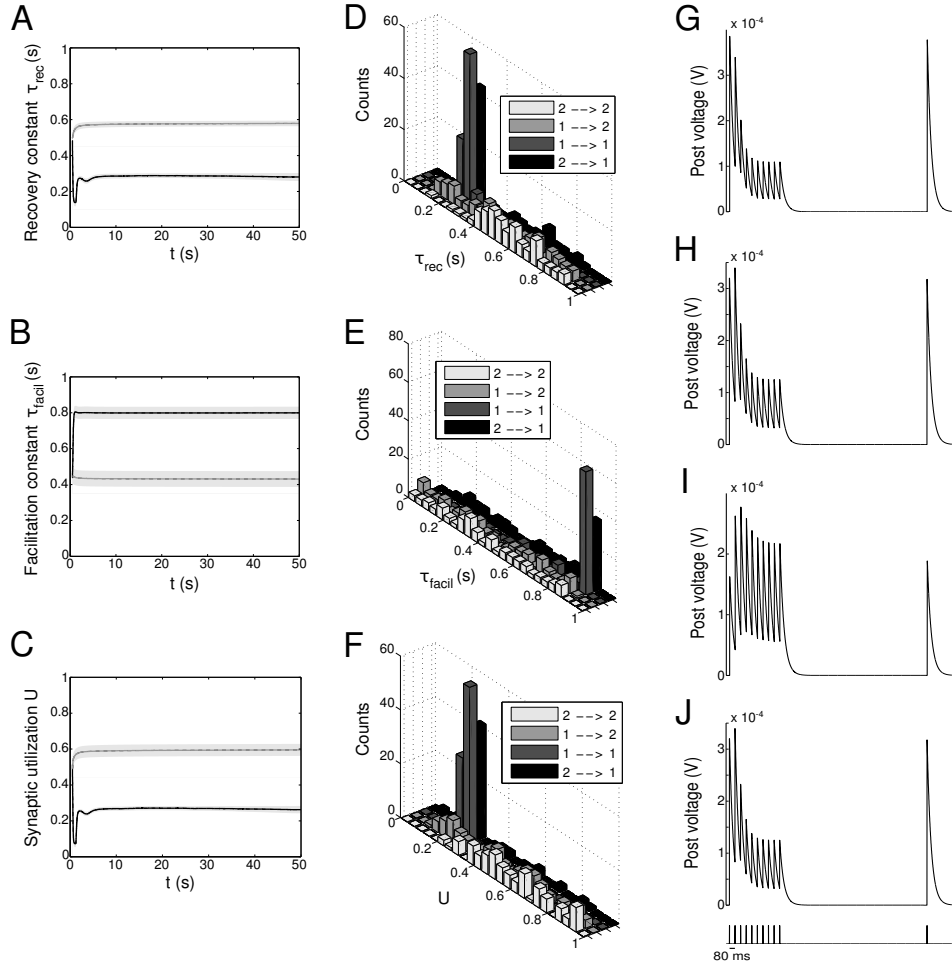 A
Recovery constant τrec (s)
1
0.8
0.6
0.4
0.2
0
0 10 20 30 40 50
t (s)
B
Facilitation constant τfacil (s)
1
0.8
0.6
0.4
0.2
0
0 10 20 30 40 50
t (s)
C
Synaptic utilization U
1
0.8
0.6
0.4
0.2
0
0 10 20 30 40 50
t (s)
D
Counts
60
40
20
0
0
0.2
0.4
0.6
0.8
1
τrec (s)
2 --> 2
1 --> 2
1 --> 1
2 --> 1
E
Counts
80
60
40
20
0
0
0.2
0.4
0.6
0.8
1
τfacil (s)
2 --> 2
1 --> 2
1 --> 1
2 --> 1
F
Counts
60
40
20
0
0
0.2
0.4
0.6
0.8
1
U
2 --> 2
1 --> 2
1 --> 1
2 --> 1
G
x 10-4
Post voltage (V)
3
2
1
0
H
x 10-4
Post voltage (V)
3
2
1
0
I
x 10-4
Post voltage (V)
2
1
0
J
x 10-4
Post voltage (V)
3
2
1
0
80 ms